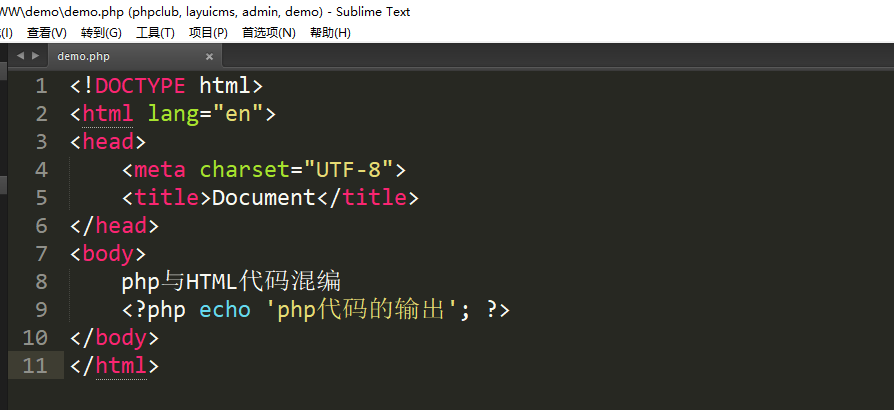 WW\demo\demo.php (phpclub, layuicms, admin, demo) - Sublime Text
(I) 查看(V) 转到(G) 工具(T) 项目(P) 首选项(N) 帮助(H)
demo.php ×
1 <!DOCTYPE html>
2 <html lang="en">
3 <head>
4     <meta charset="UTF-8">
5     <title>Document</title>
6 </head>
7 <body>
8     php与HTML代码混编
9     <?php echo 'php代码的输出'; ?>
10 </body>
11 </html>